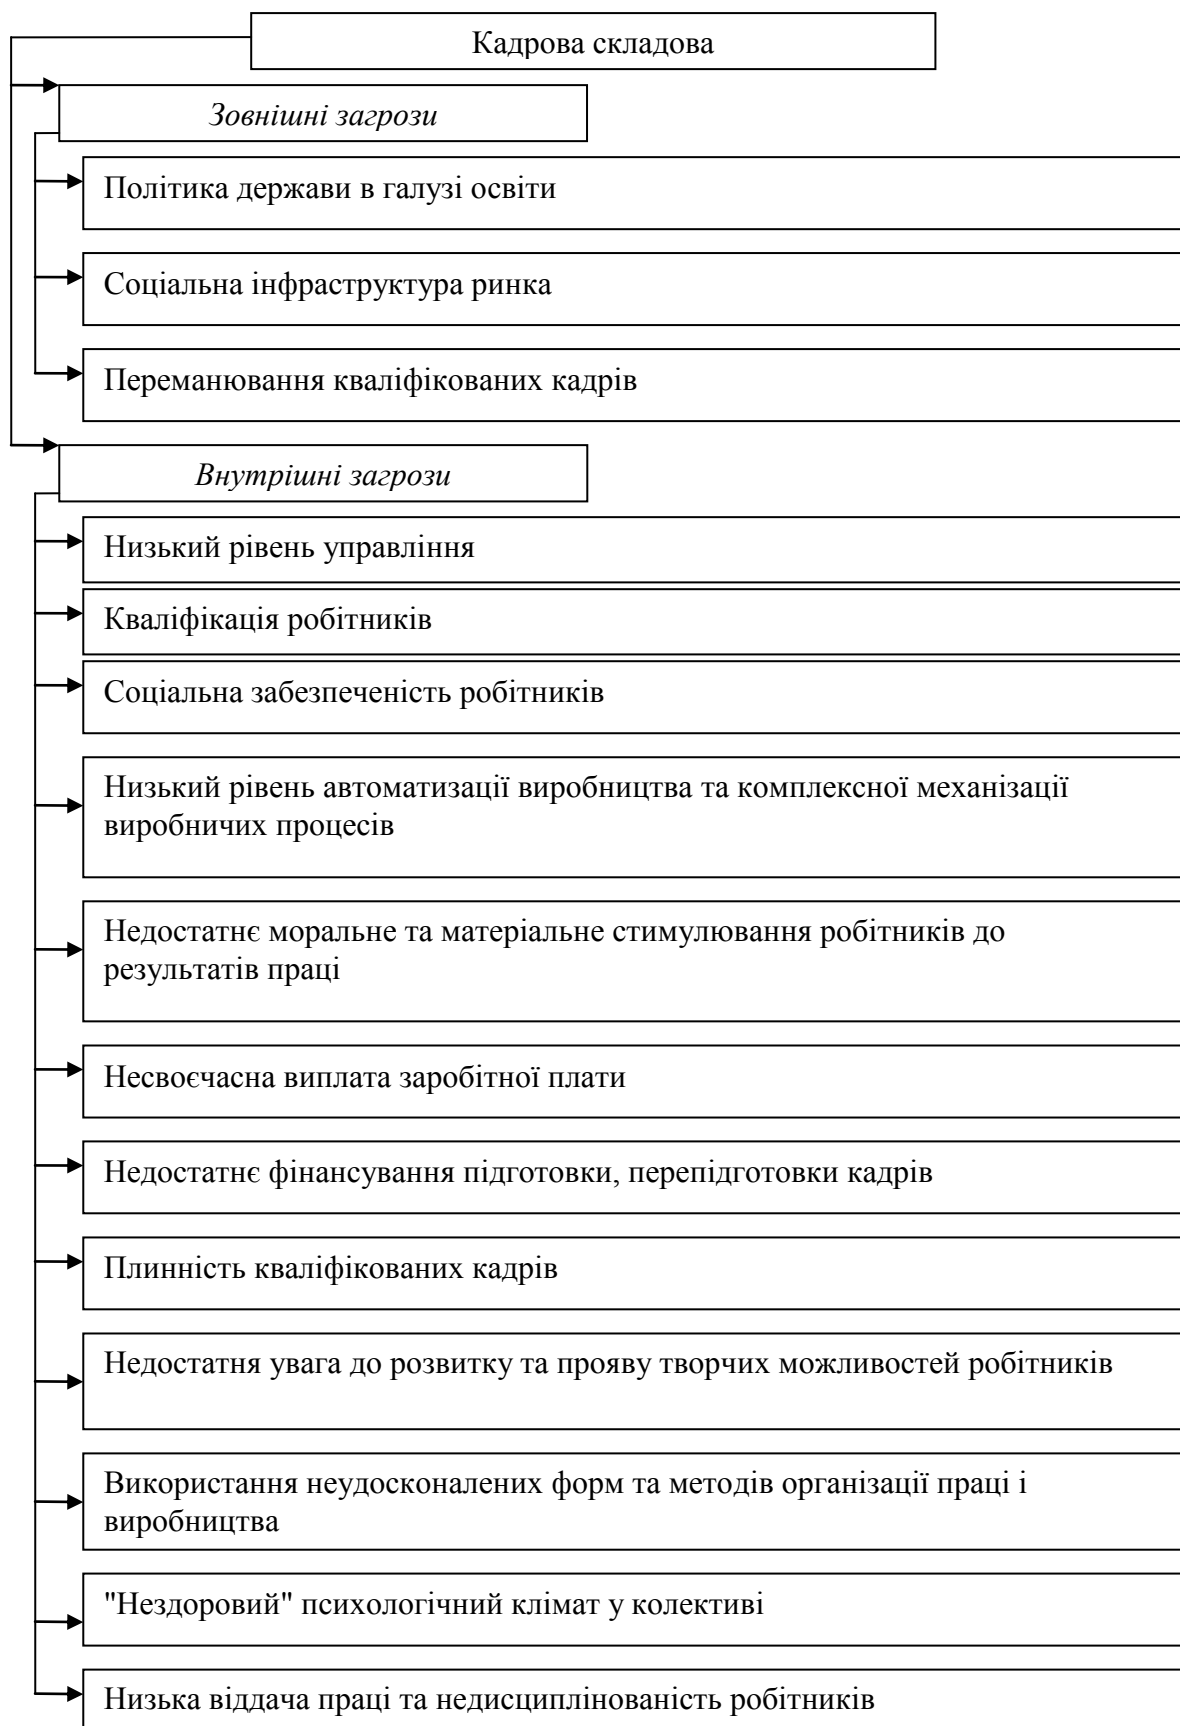 Кадрова складова
Зовнішні загрози
Політика держави в галузі освіти
Соціальна інфраструктура ринка
Переманювання кваліфікованих кадрів
Внутрішні загрози
Низький рівень управління
Кваліфікація робітників
Соціальна забезпеченість робітників
Низький рівень автоматизації виробництва та комплексної механізації
виробничих процесів
Недостатнє моральне та матеріальне стимулювання робітників до
результатів праці
Несвоєчасна виплата заробітної плати
Недостатнє фінансування підготовки, перепідготовки кадрів
Плинність кваліфікованих кадрів
Недостатня увага до розвитку та прояву творчих можливостей робітників
Використання неудосконалених форм та методів організації праці і
виробництва
"Нездоровий" психологічний клімат у колективі
Низька віддача праці та недисциплінованість робітників